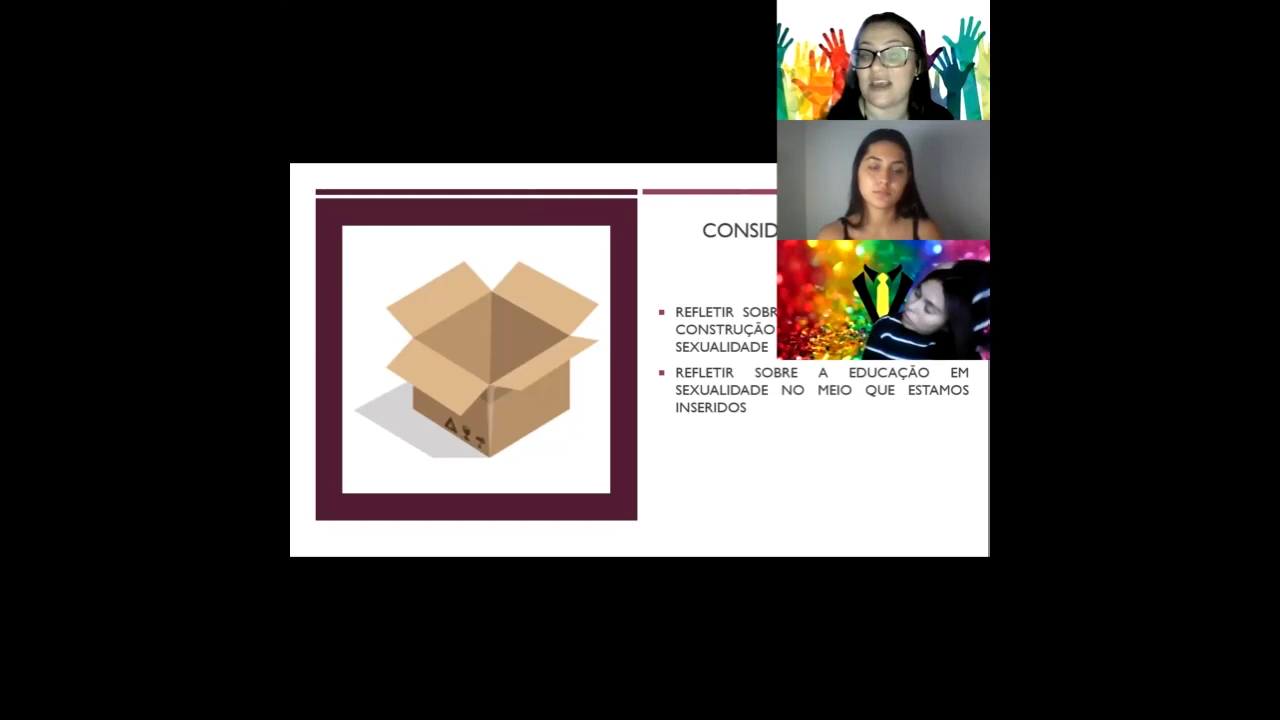 CONSID
REFLETIR SOBR
CONSTRUÇÃO
SEXUALIDADE
REFLETIR SOBRE A EDUCAÇÃO EM
SEXUALIDADE NO MEIO QUE ESTAMOS
INSERIDOS